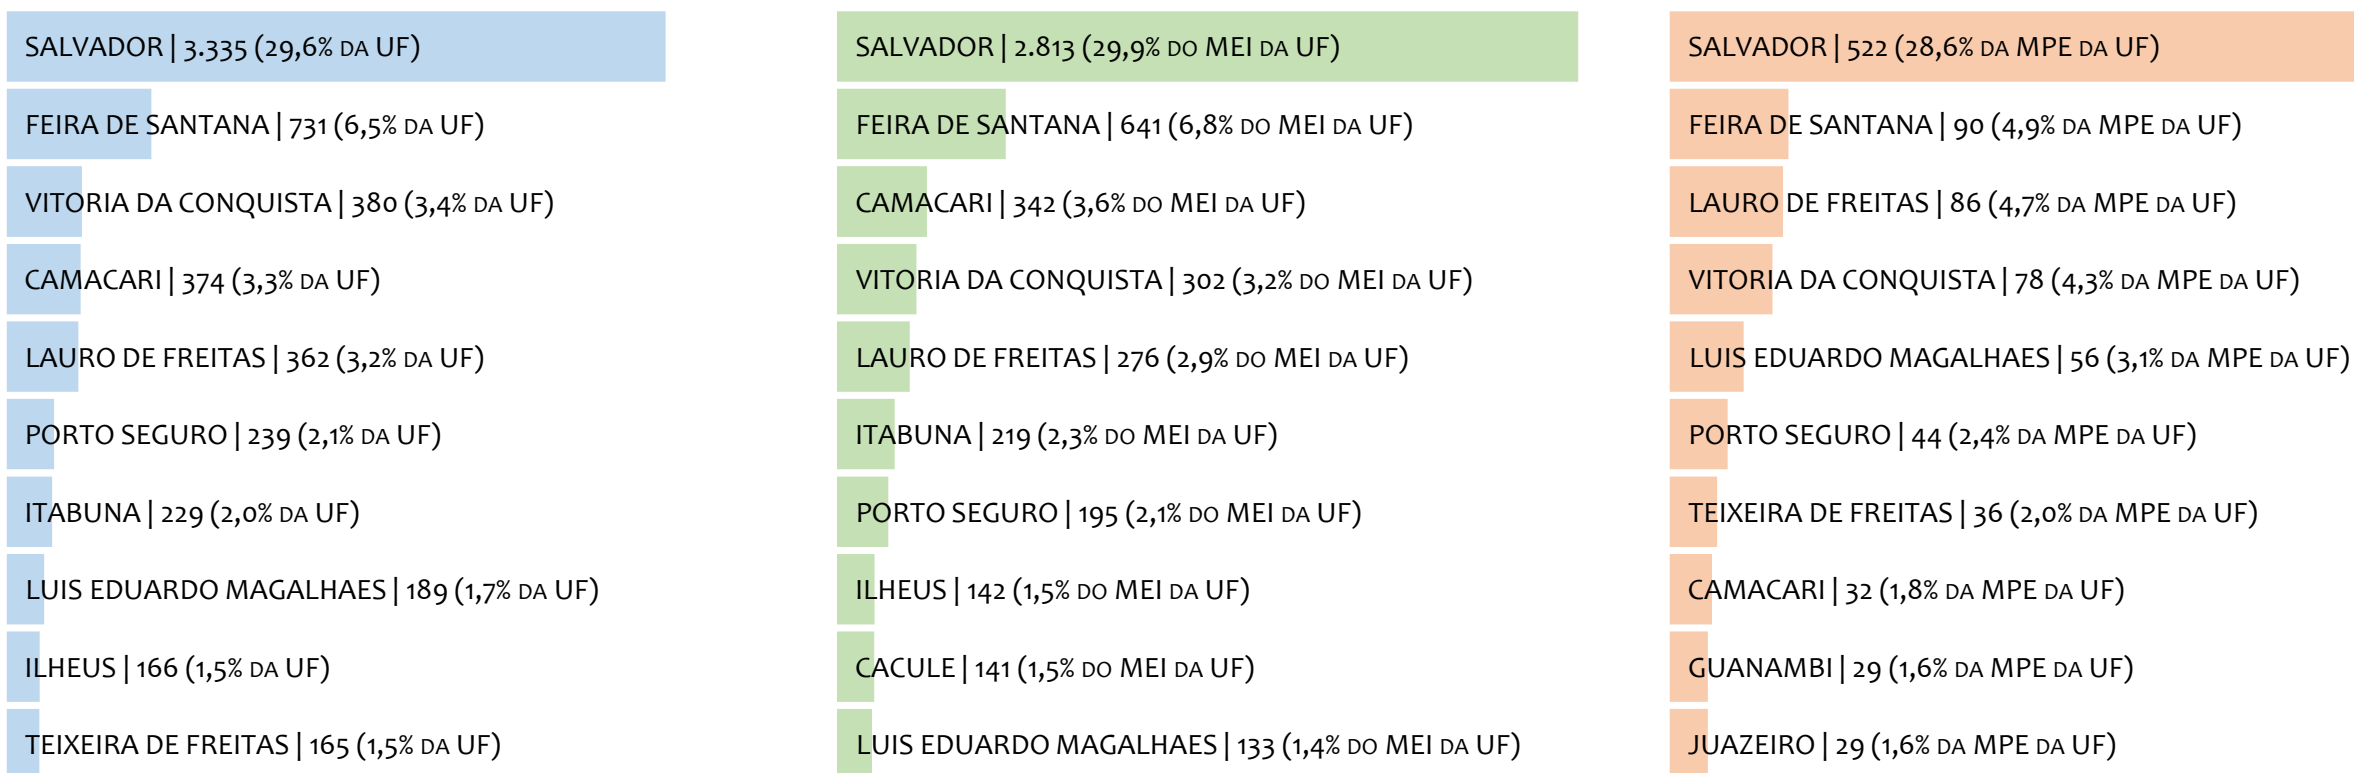 SALVADOR | 3.335 (29,6% DA UF)
FEIRA DE SANTANA | 731 (6,5% DA UF)
VITORIA DA CONQUISTA | 380 (3,4% DA UF)
CAMACARI | 374 (3,3% DA UF)
LAURO DE FREITAS | 362 (3,2% DA UF)
PORTO SEGURO | 239 (2,1% DA UF)
ITABUNA | 229 (2,0% DA UF)
LUIS EDUARDO MAGALHAES | 189 (1,7% DA UF)
ILHEUS | 166 (1,5% DA UF)
TEIXEIRA DE FREITAS | 165 (1,5% DA UF)
SALVADOR | 2.813 (29,9% DO MEI DA UF)
FEIRA DE SANTANA | 641 (6,8% DO MEI DA UF)
CAMACARI | 342 (3,6% DO MEI DA UF)
VITORIA DA CONQUISTA | 302 (3,2% DO MEI DA UF)
LAURO DE FREITAS | 276 (2,9% DO MEI DA UF)
ITABUNA | 219 (2,3% DO MEI DA UF)
PORTO SEGURO | 195 (2,1% DO MEI DA UF)
ILHEUS | 142 (1,5% DO MEI DA UF)
CACULE | 141 (1,5% DO MEI DA UF)
LUIS EDUARDO MAGALHAES | 133 (1,4% DO MEI DA UF)
SALVADOR | 522 (28,6% DA MPE DA UF)
FEIRA DE SANTANA | 90 (4,9% DA MPE DA UF)
LAURO DE FREITAS | 86 (4,7% DA MPE DA UF)
VITORIA DA CONQUISTA | 78 (4,3% DA MPE DA UF)
LUIS EDUARDO MAGALHAES | 56 (3,1% DA MPE DA UF)
PORTO SEGURO | 44 (2,4% DA MPE DA UF)
TEIXEIRA DE FREITAS | 36 (2,0% DA MPE DA UF)
CAMACARI | 32 (1,8% DA MPE DA UF)
GUANAMBI | 29 (1,6% DA MPE DA UF)
JUAZEIRO | 29 (1,6% DA MPE DA UF)